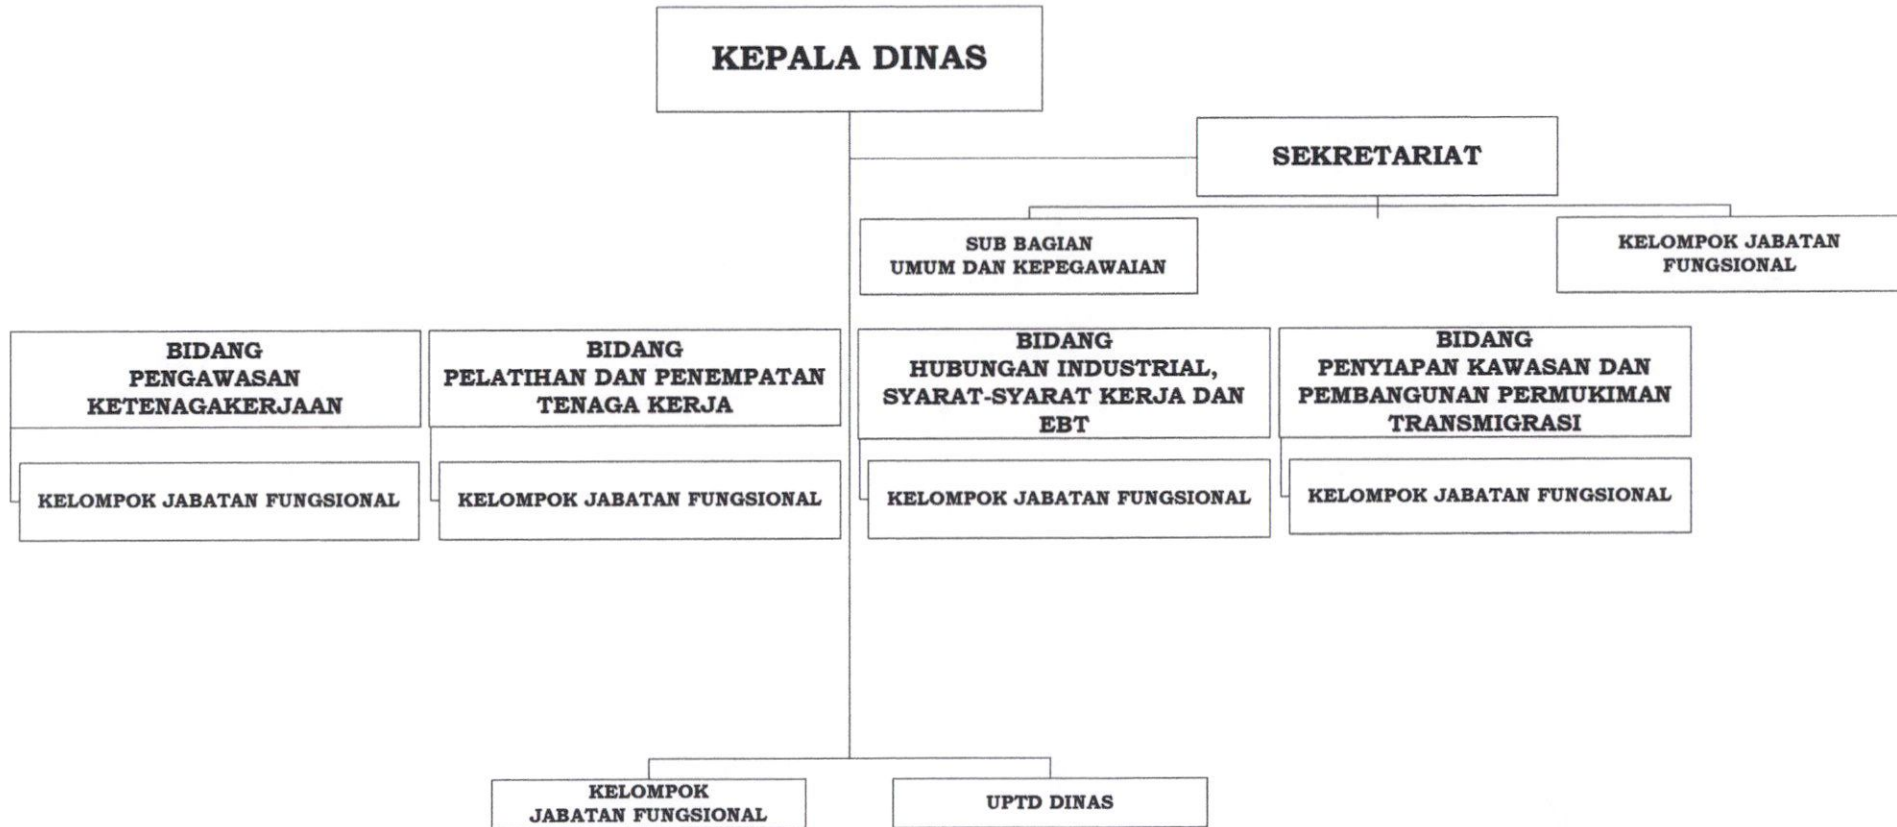 KEPALA DINAS
SEKRETARIAT
SUB BAGIAN
UMUM DAN KEPEGAWAIAN
KELOMPOK JABATAN
FUNGSIONAL
BIDANG
PENGAWASAN
KETENAGAKERJAAN
BIDANG
PELATIHAN DAN PENEMPATAN
TENAGA KERJA
BIDANG
HUBUNGAN INDUSTRIAL,
SYARAT-SYARAT KERJA DAN
EBT
BIDANG
PENYIAPAN KAWASAN DAN
PEMBANGUNAN PERMUKIMAN
TRANSMIGRASI
KELOMPOK JABATAN FUNGSIONAL
KELOMPOK JABATAN FUNGSIONAL
KELOMPOK JABATAN FUNGSIONAL
KELOMPOK JABATAN FUNGSIONAL
KELOMPOK
JABATAN FUNGSIONAL
UPTD DINAS